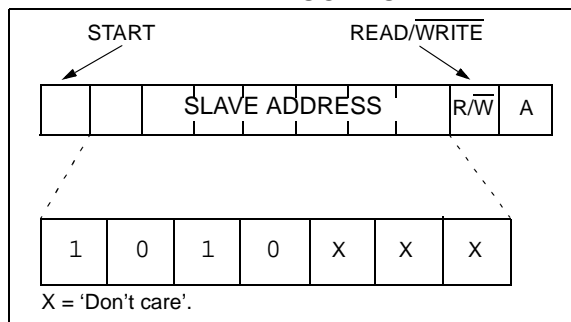 START READ/WRITE
SLAVE ADDRESS R/W A
1 0 1 0 X X X
X = ‘Don’t care’.